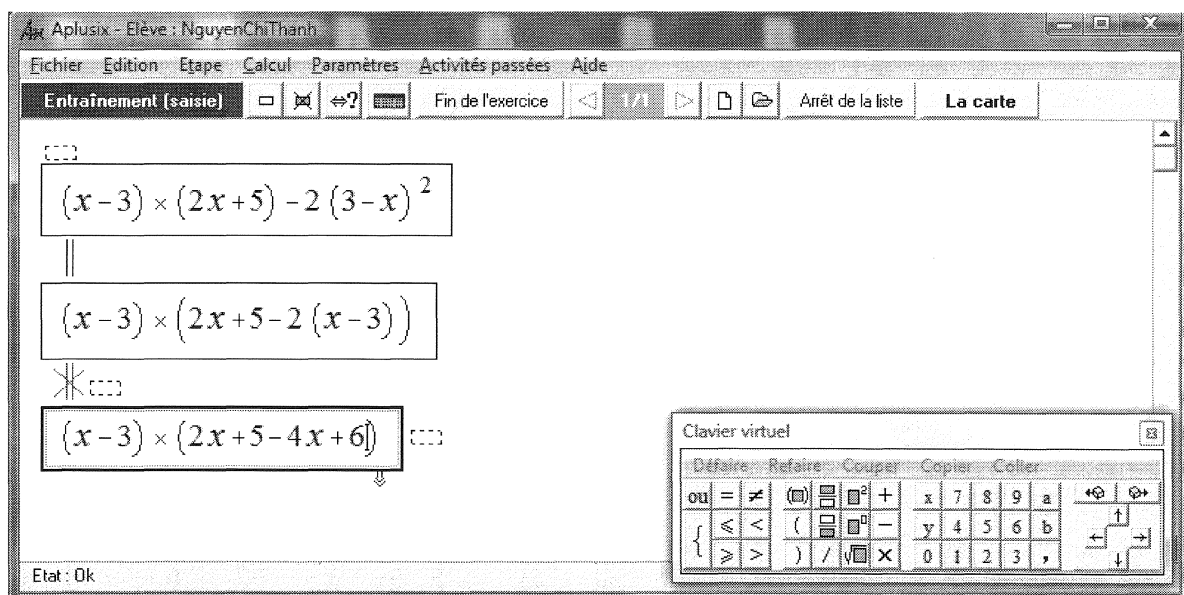 Aplusix - Elève : NguyenChiThanh
Fichier Edition Etape Calcul Paramètres Activités passées Aide
Entraînement (saisie) ⇔? Fin de l'exercice 1/1 Arrêt de la liste La carte
(x-3)×(2x+5)-2(3-x)²
(x-3)×(2x+5-2(x-3))
(x-3)×(2x+5-4x+6)
Clavier virtuel
Défaire Refaire Couper Copier Coller
ou = ≠ + x 7 8 9 a
{ ⩽ < ( − y 4 5 6 b
⩾ > ) / √ × 0 1 2 3 ,
Etat : Ok